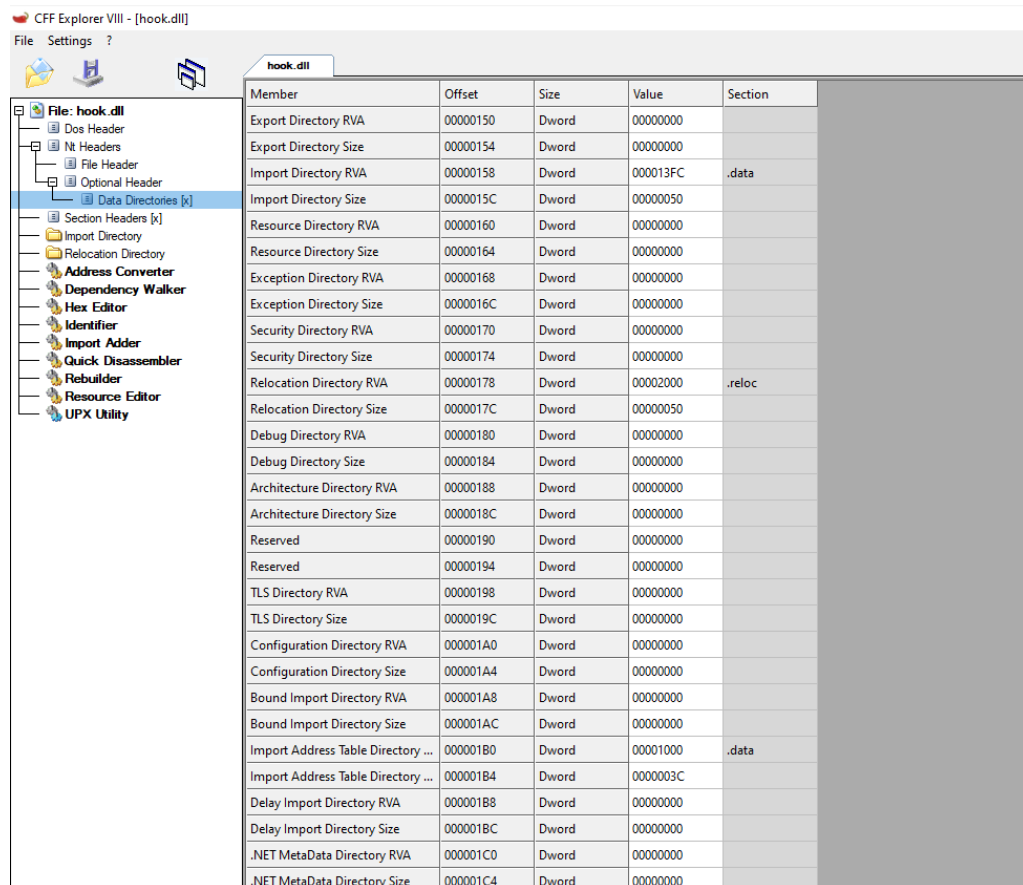 CFF Explorer VIII - [hook.dll]
File Settings ?
hook.dll
File: hook.dll
Dos Header
Nt Headers
File Header
Optional Header
Data Directories [x]
Section Headers [x]
Import Directory
Relocation Directory
Address Converter
Dependency Walker
Hex Editor
Identifier
Import Adder
Quick Disassembler
Rebuilder
Resource Editor
UPX Utility
Member Offset Size Value Section
Export Directory RVA 00000150 Dword 00000000
Export Directory Size 00000154 Dword 00000000
Import Directory RVA 00000158 Dword 000013FC .data
Import Directory Size 0000015C Dword 00000050
Resource Directory RVA 00000160 Dword 00000000
Resource Directory Size 00000164 Dword 00000000
Exception Directory RVA 00000168 Dword 00000000
Exception Directory Size 0000016C Dword 00000000
Security Directory RVA 00000170 Dword 00000000
Security Directory Size 00000174 Dword 00000000
Relocation Directory RVA 00000178 Dword 00002000 .reloc
Relocation Directory Size 0000017C Dword 00000050
Debug Directory RVA 00000180 Dword 00000000
Debug Directory Size 00000184 Dword 00000000
Architecture Directory RVA 00000188 Dword 00000000
Architecture Directory Size 0000018C Dword 00000000
Reserved 00000190 Dword 00000000
Reserved 00000194 Dword 00000000
TLS Directory RVA 00000198 Dword 00000000
TLS Directory Size 0000019C Dword 00000000
Configuration Directory RVA 000001A0 Dword 00000000
Configuration Directory Size 000001A4 Dword 00000000
Bound Import Directory RVA 000001A8 Dword 00000000
Bound Import Directory Size 000001AC Dword 00000000
Import Address Table Directory ... 000001B0 Dword 00001000 .data
Import Address Table Directory ... 000001B4 Dword 0000003C
Delay Import Directory RVA 000001B8 Dword 00000000
Delay Import Directory Size 000001BC Dword 00000000
.NET MetaData Directory RVA 000001C0 Dword 00000000
.NET MetaData Directory Size 000001C4 Dword 00000000